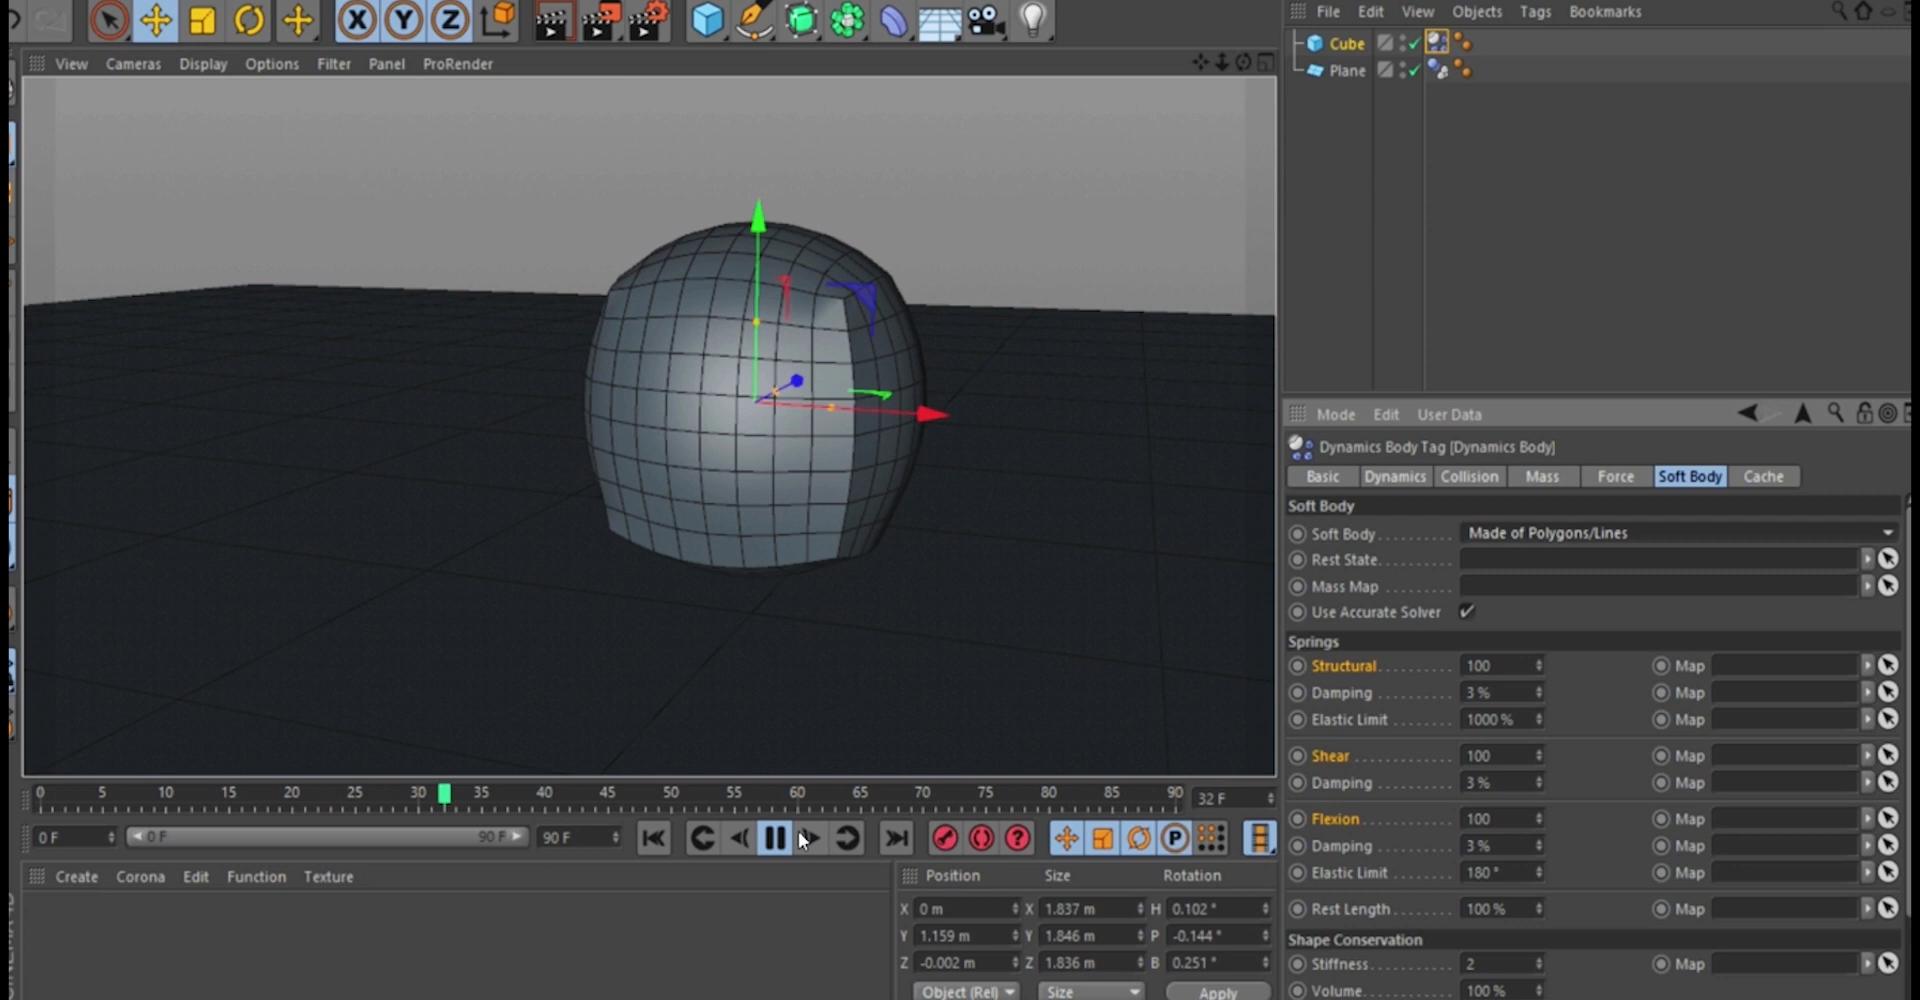 X Y Z
File Edit View Objects Tags Bookmarks
Cube
Plane
View Cameras Display Options Filter Panel ProRender
Mode Edit User Data
Dynamics Body Tag [Dynamics Body]
Basic Dynamics Collision Mass Force Soft Body Cache
Soft Body
Soft Body Made of Polygons/Lines
Rest State
Mass Map
Use Accurate Solver
Springs
Structural 100 Map
Damping 3 % Map
Elastic Limit 1000 % Map
Shear 100 Map
Damping 3 % Map
Flexion 100 Map
Damping 3 % Map
Elastic Limit 180 ° Map
Rest Length 100 % Map
Shape Conservation
Stiffness 2 Map
Volume 100 %
0 5 10 15 20 25 30 35 40 45 50 55 60 65 70 75 80 85 90 32 F
0 F 0 F 90 F 90 F ? P
Create Corona Edit Function Texture
Position Size Rotation
X 0 m X 1.837 m H 0.102 °
Y 1.159 m Y 1.846 m P -0.144 °
Z -0.002 m Z 1.836 m B 0.251 °
Object (Rel) Size Apply